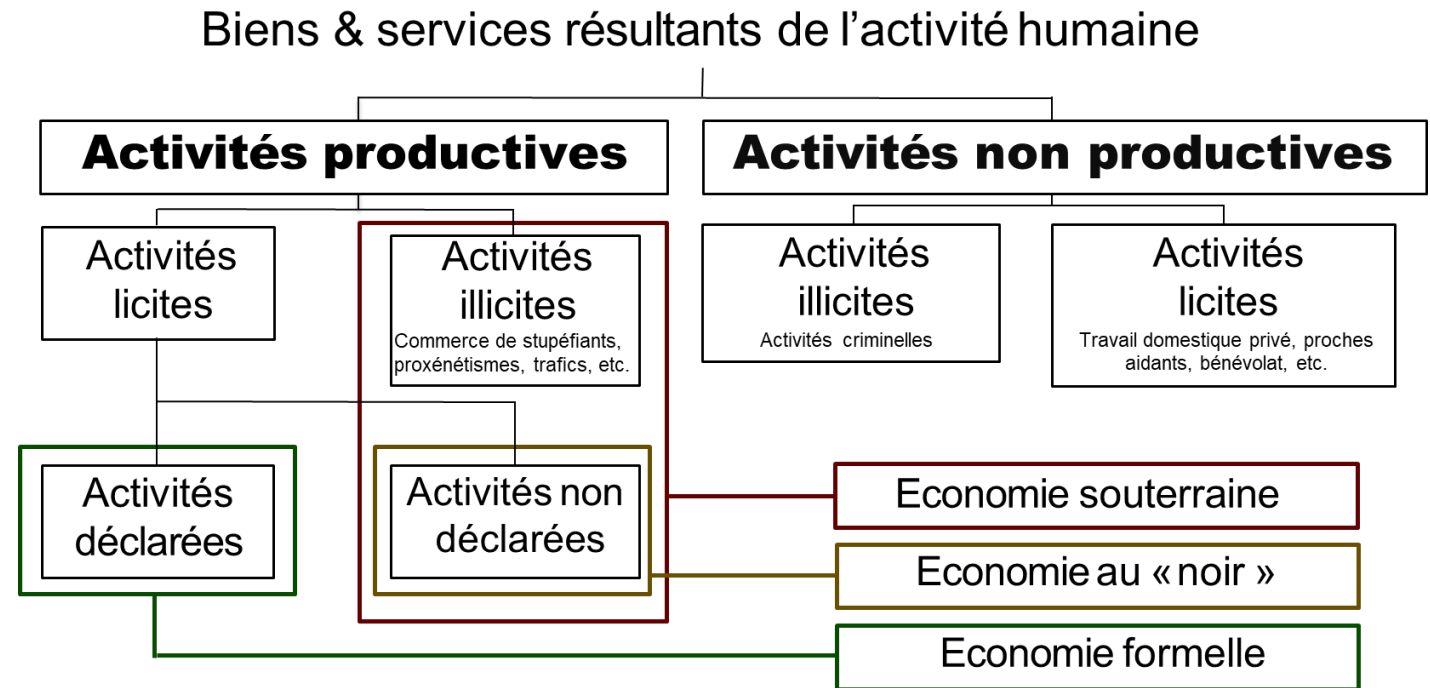 Biens & services résultants de l’activité humaine
Activités productives
Activités non productives
Activités
licites
Activités
illicites
Commerce de stupéfiants,
proxénétismes, trafics, etc.
Activités
illicites
Activités criminelles
Activités
licites
Travail domestique privé, proches
aidants, bénévolat, etc.
Activités
déclarées
Activités non
déclarées
Economie souterraine
Economie au « noir »
Economie formelle